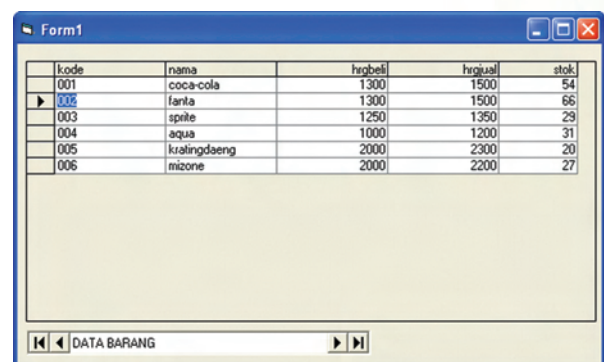 Form1
kode nama hrgbeli hrgjual stok
001 coca-cola 1300 1500 54
002 fanta 1300 1500 66
003 sprite 1250 1350 29
004 aqua 1000 1200 31
005 kratingdaeng 2000 2300 20
006 mizone 2000 2200 27
DATA BARANG